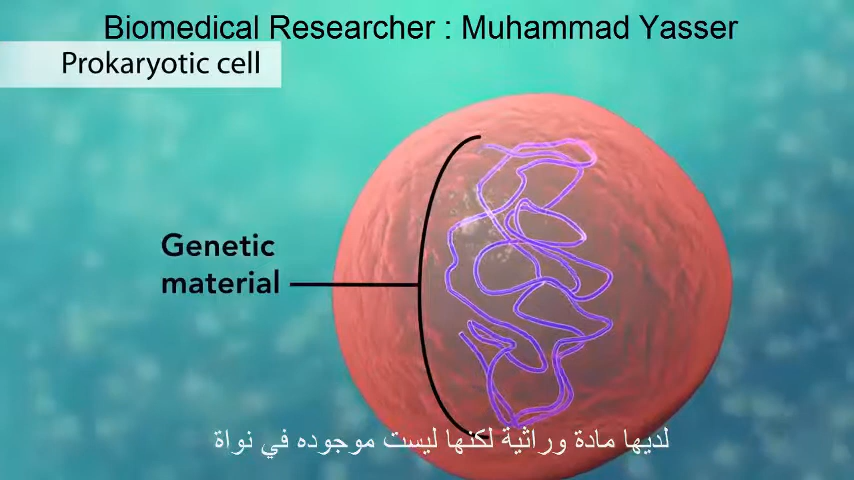 Biomedical Researcher : Muhammad Yasser
Prokaryotic cell
Genetic
material
لديها مادة وراثية لكنها ليست موجوده في نواة